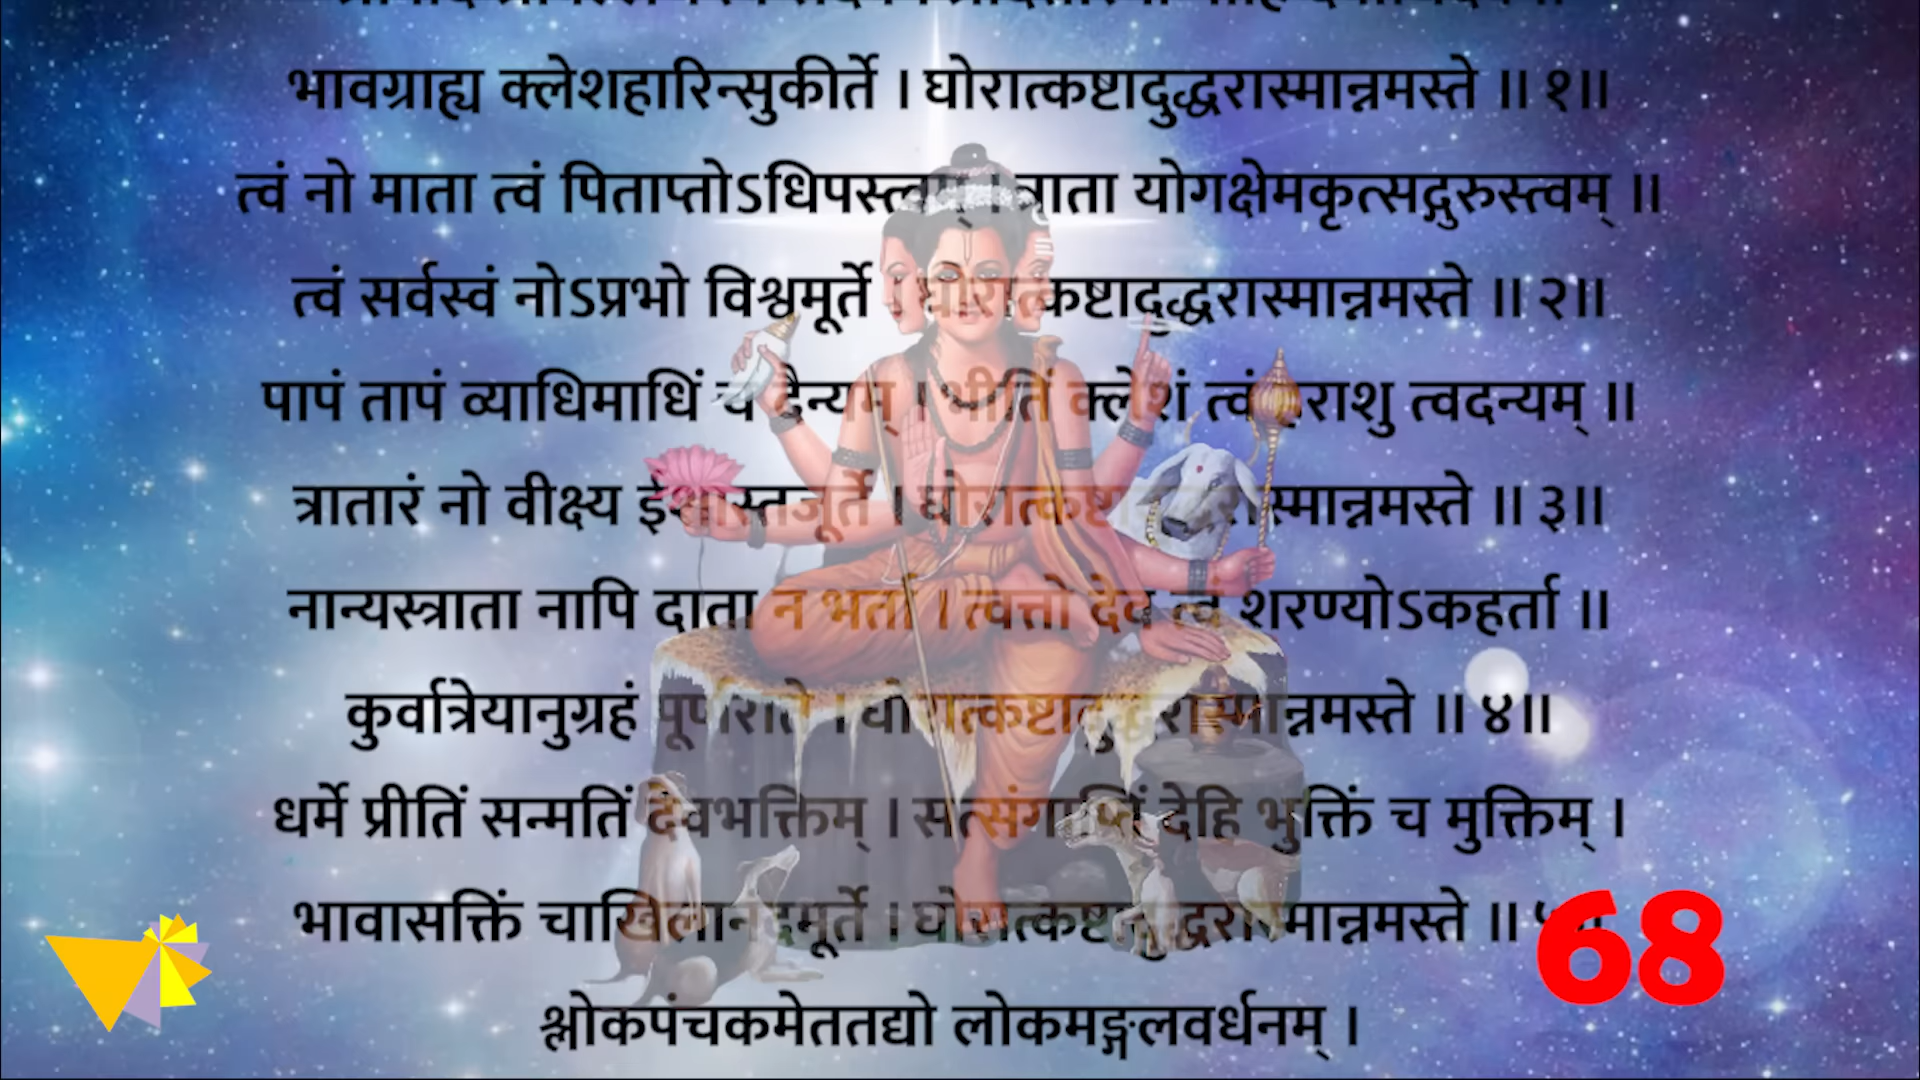 भावग्राह्य क्लेशहारिन्सुकीर्ते । घोरात्कष्टादुद्धरास्मान्नमस्ते ॥ १॥
त्वं नो माता त्वं पिताप्तोऽधिपस्त्वम् । त्राता योगक्षेमकृत्सद्गुरुस्त्वम् ॥
त्वं सर्वस्वं नोऽप्रभो विश्वमूर्ते । घोरात्कष्टादुद्धरास्मान्नमस्ते ॥ २॥
पापं तापं व्याधिमाधिं च दैन्यम् । भीतिं क्लेशं त्वं हराशु त्वदन्यम् ॥
त्रातारं नो वीक्ष्य ईशास्तजूर्ते । घोरात्कष्टादुद्धरास्मान्नमस्ते ॥ ३॥
नान्यस्त्राता नापि दाता न भर्ता । त्वत्तो देव त्वं शरण्योऽकहर्ता ॥
कुर्वात्रेयानुग्रहं पूर्णराते । घोरात्कष्टादुद्धरास्मान्नमस्ते ॥ ४॥
धर्मे प्रीतिं सन्मतिं देवभक्तिम् । सत्संगाप्तिं देहि भुक्तिं च मुक्तिम् ।
भावासक्तिं चाखिलानंदमूर्ते । घोरात्कष्टादुद्धरास्मान्नमस्ते ॥ ५॥
68
श्लोकपंचकमेततद्यो लोकमङ्गलवर्धनम् ।